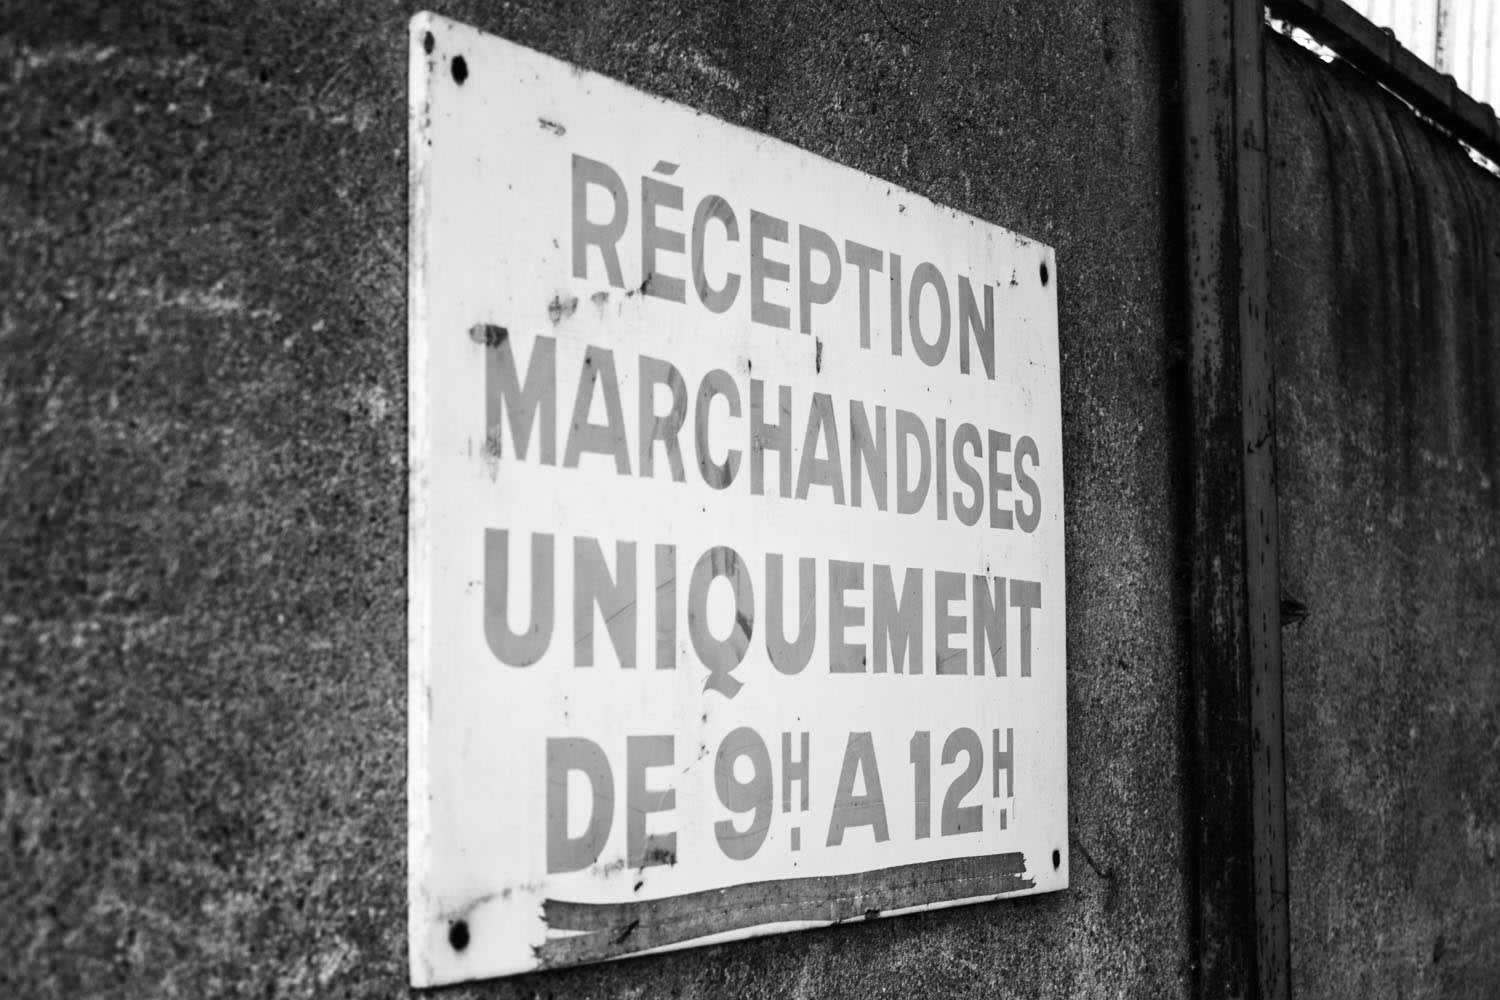 RÉCEPTION
MARCHANDISES
UNIQUEMENT
DE 9H A 12H